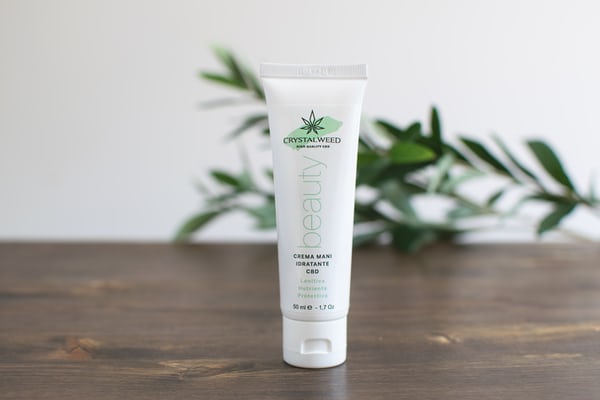 CRYSTALWEED
HIGH QUALITY CBD
beauty
CREMA MANI
IDRATANTE
CBD
Lenitiva
Nutriente
Protettiva
50 ml ℮ - 1,7 Oz